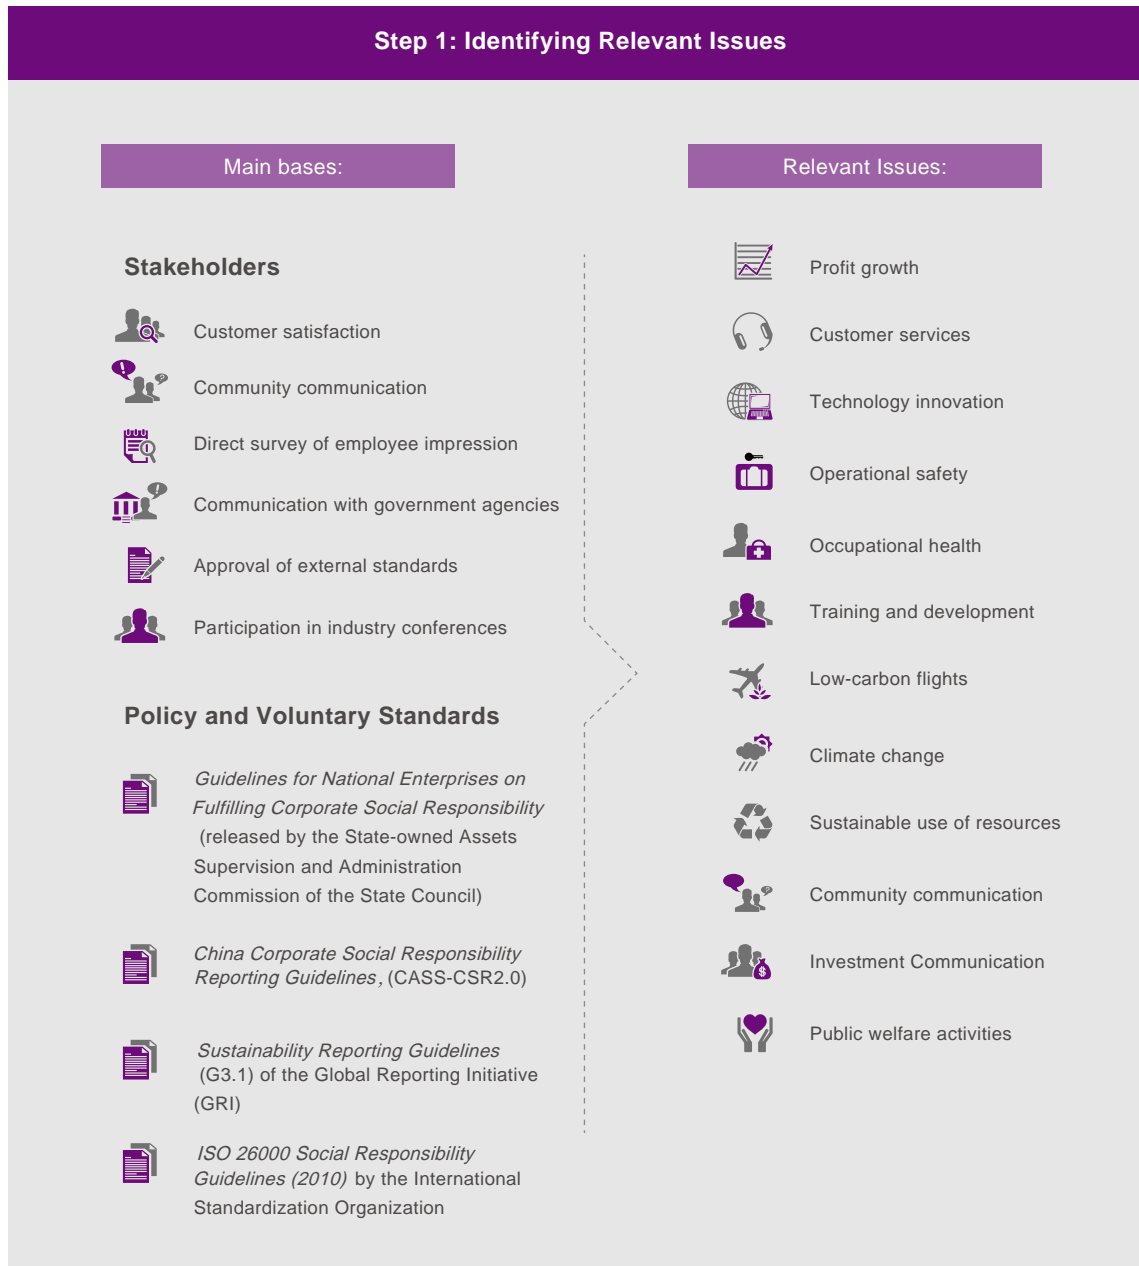 Step 1: Identifying Relevant Issues
Main bases:
Stakeholders
Customer satisfaction
Community communication
Direct survey of employee impression
Communication with government agencies
Approval of external standards
Participation in industry conferences
Policy and Voluntary Standards
Guidelines for National Enterprises on
Fulfilling Corporate Social Responsibility
(released by the State-owned Assets
Supervision and Administration
Commission of the State Council)
China Corporate Social Responsibility
Reporting Guidelines, (CASS-CSR2.0)
Sustainability Reporting Guidelines
(G3.1) of the Global Reporting Initiative
(GRI)
ISO 26000 Social Responsibility
Guidelines (2010) by the International
Standardization Organization
Relevant Issues:
Profit growth
Customer services
Technology innovation
Operational safety
Occupational health
Training and development
Low-carbon flights
Climate change
Sustainable use of resources
Community communication
Investment Communication
Public welfare activities